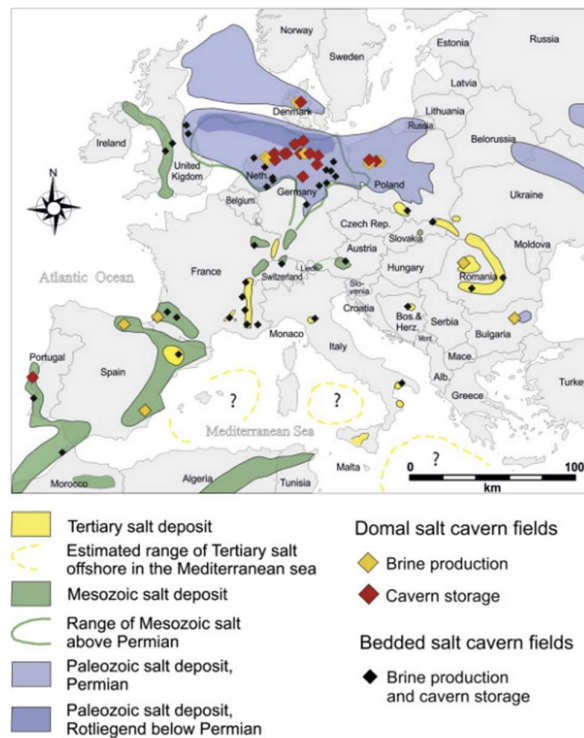 Norway
Sweden
Estonia
Russia
Latvia
Denmark
Lithuania
Russia
Belorussia
Ireland
United
Kingdom
Neth.
Germany
Poland
Belgium
Ukraine
Czech Rep.
Slovakia
Moldova
N
Austria
France
Switzerland
Liech.
Hungary
Romania
Slo-
venia
Croatia
Atlantic Ocean
Monaco
Bos.&
Herz.
Serbia
Mont.
Bulgaria
Italy
Portugal
Spain
Mace.
Alb.
Turkey
Greece
?
?
Mediterranean Sea
?
Malta
0
100
km
Morocco
Algeria
Tunisia
Tertiary salt deposit
Estimated range of Tertiary salt
offshore in the Mediterranean sea
Mesozoic salt deposit
Range of Mesozoic salt
above Permian
Paleozoic salt deposit,
Permian
Paleozoic salt deposit,
Rotliegend below Permian
Domal salt cavern fields
Brine production
Cavern storage
Bedded salt cavern fields
Brine production
and cavern storage